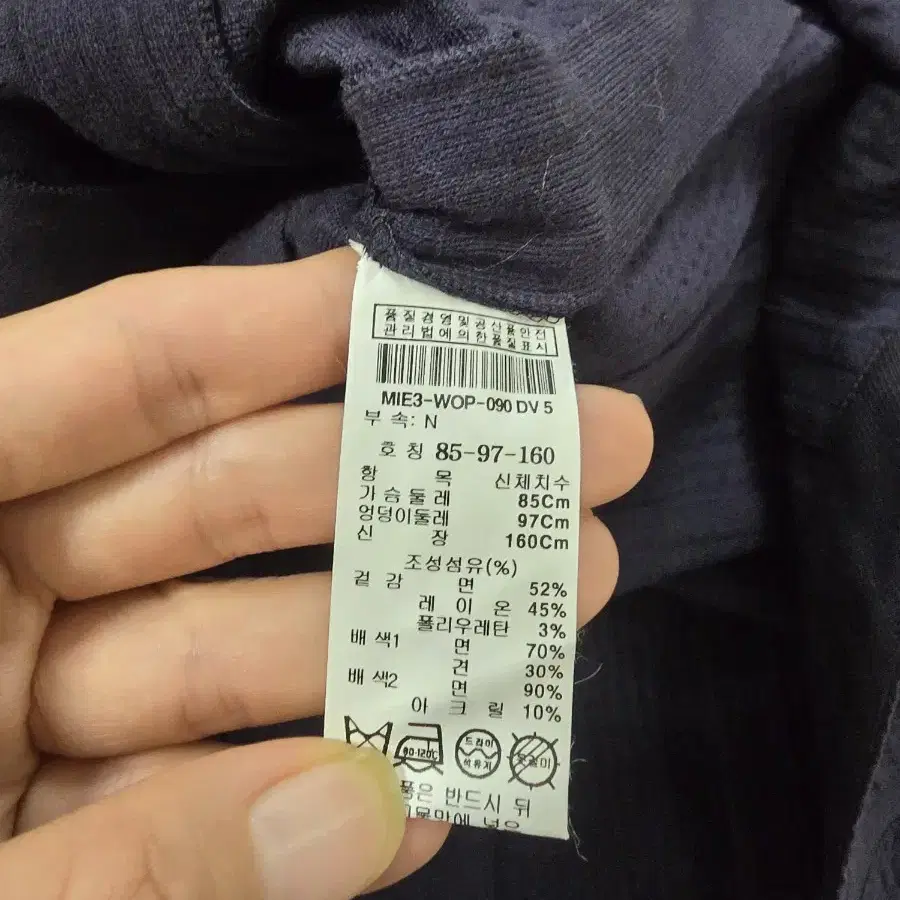 품질경영및공산품안전
관리법에의한품질표시
MIE3-WOP-090 DV 5
부 속: N
호 칭 85-97-160
항 목 신체치수
가슴둘레 85Cm
엉덩이둘레 97Cm
신 장 160Cm
조성섬유(%)
겉 감 면 52%
레 이 온 45%
폴리우레탄 3%
배 색1 면 70%
견 30%
배 색2 면 90%
아 크 릴 10%
80-120℃ 드라이
석유계
품은 반드시 뒤